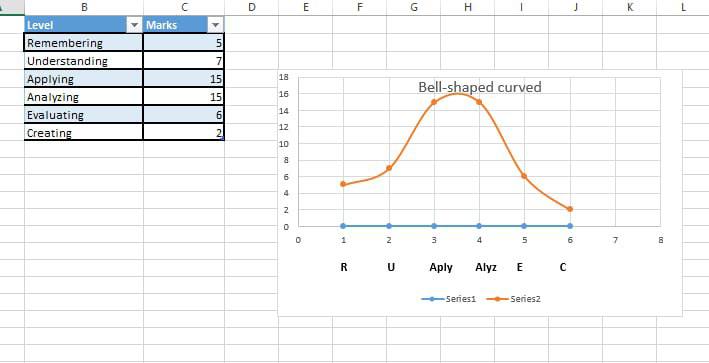 B C D E F G H I J K L
Level Marks
Remembering 5
Understanding 7
Applying 15
Analyzing 15
Evaluating 6
Creating 2
Bell-shaped curved
18
16
14
12
10
8
6
4
2
0
0 1 2 3 4 5 6 7 8
R U Aply Alyz E C
Series1 Series2